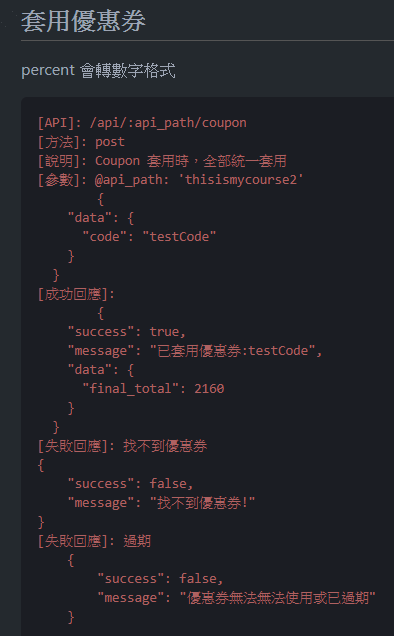 套用優惠券
percent 會轉數字格式
[API]: /api/:api_path/coupon
[方法]: post
[說明]: Coupon 套用時，全部統一套用
[參數]: @api_path: 'thisismycourse2'
{
"data": {
"code": "testCode"
}
}
[成功回應]:
{
"success": true,
"message": "已套用優惠券:testCode",
"data": {
"final_total": 2160
}
}
[失敗回應]: 找不到優惠券
{
"success": false,
"message": "找不到優惠券!"
}
[失敗回應]: 過期
{
"success": false,
"message": "優惠券無法無法使用或已過期"
}